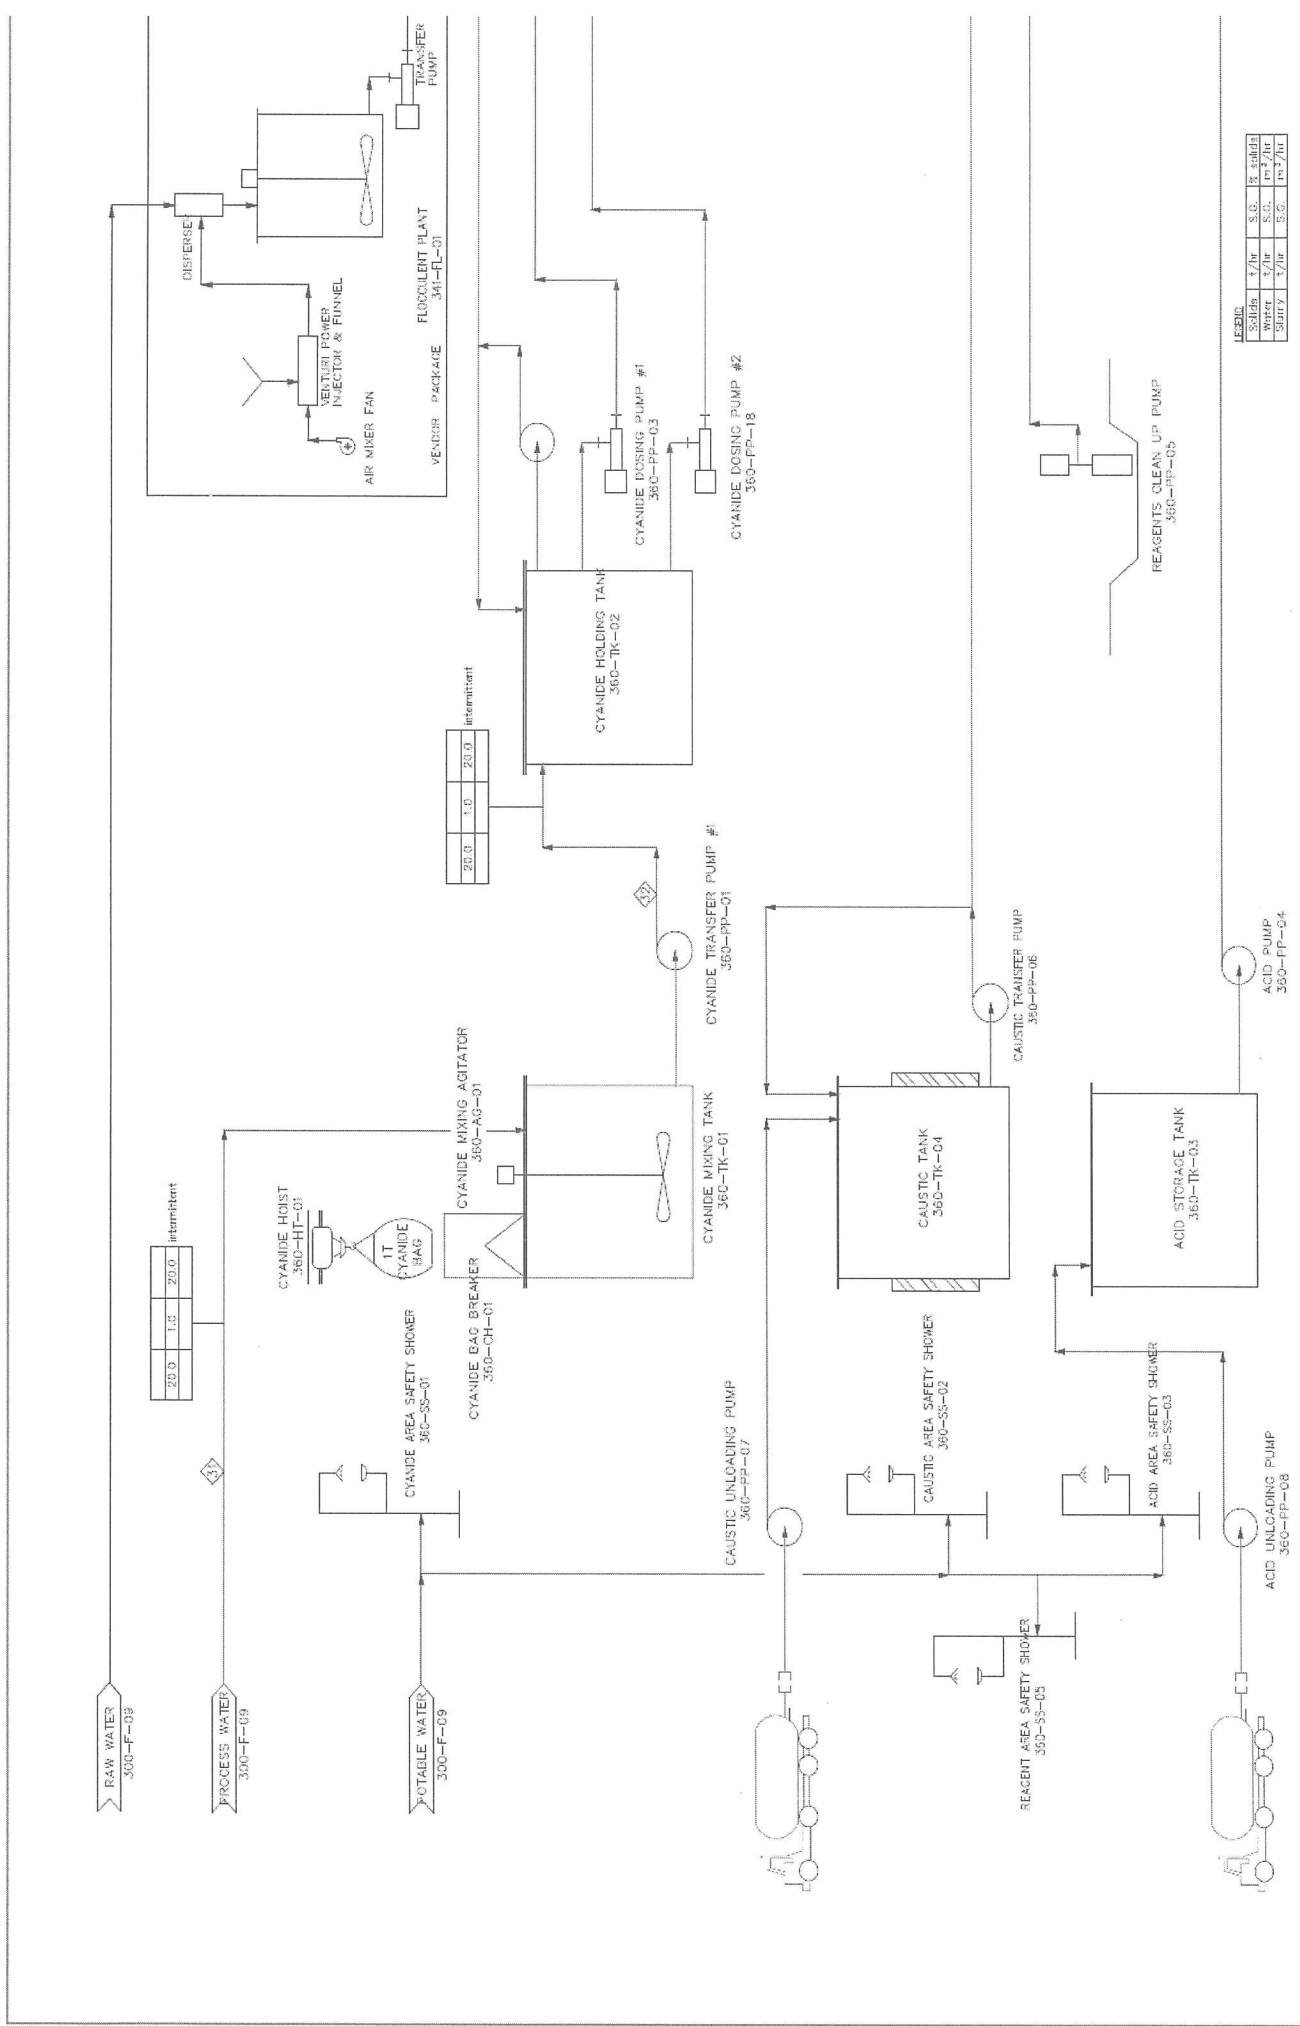 RAW WATER
300-F-09
PROCESS WATER
300-F-09
POTABLE WATER
300-F-09
31
20.0 1.0 20.0
intermittent
CYANIDE HOIST
360-HT-01
1T
CYANIDE
BAG
CYANIDE BAG BREAKER
360-CH-01
CYANIDE AREA SAFETY SHOWER
360-SS-01
CYANIDE MIXING AGITATOR
360-AG-01
CYANIDE MIXING TANK
360-TK-01
32
CYANIDE TRANSFER PUMP #1
360-PP-01
20.0 1.0 20.0
intermittent
CYANIDE HOLDING TANK
360-TK-02
CYANIDE DOSING PUMP #1
360-PP-03
CYANIDE DOSING PUMP #2
360-PP-18
DISPERSER
VENTURI POWER
INJECTOR & FUNNEL
AIR MIXER FAN
TRANSFER
PUMP
VENDOR PACKAGE
FLOCCULENT PLANT
341-FL-01
CAUSTIC UNLOADING PUMP
360-PP-07
CAUSTIC TANK
360-TK-04
CAUSTIC TRANSFER PUMP
360-PP-06
CAUSTIC AREA SAFETY SHOWER
360-SS-02
REAGENT AREA SAFETY SHOWER
360-SS-05
ACID AREA SAFETY SHOWER
360-SS-03
ACID UNLOADING PUMP
360-PP-08
ACID STORAGE TANK
360-TK-03
ACID PUMP
360-PP-04
REAGENTS CLEAN UP PUMP
360-PP-05
LEGEND
Solids t/hr S.G. % solids
Water t/hr S.G. m³/hr
Slurry t/hr S.G. m³/hr